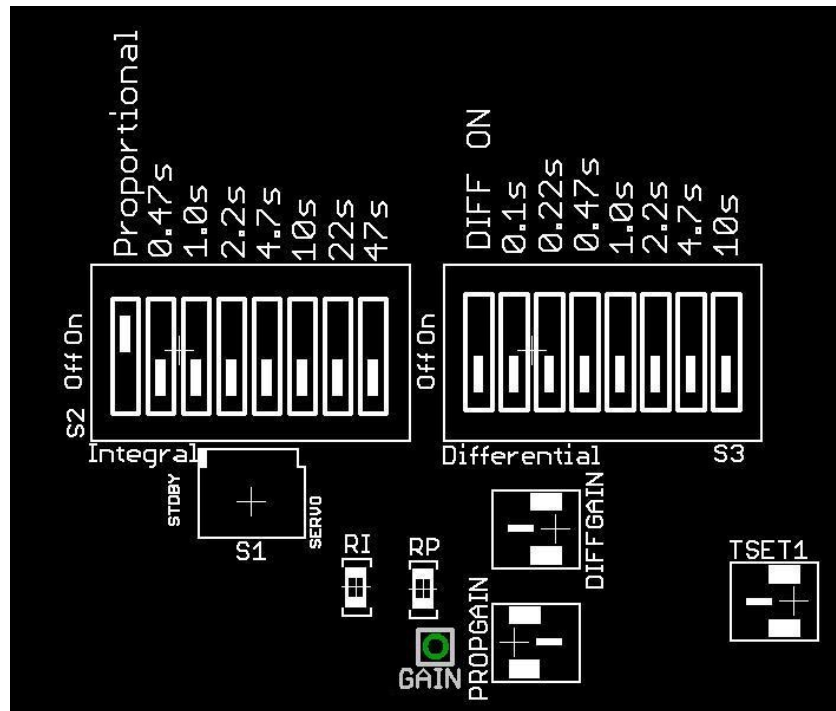 Proportional
0.47s
1.0s
2.2s
4.7s
10s
22s
47s
DIFF ON
0.1s
0.22s
0.47s
1.0s
2.2s
4.7s
10s
Off On
S2
Integral
Off On
Differential
S3
STDBY
SERVO
S1
RI
RP
GAIN
DIFFGAIN
PROPGAIN
TSET1